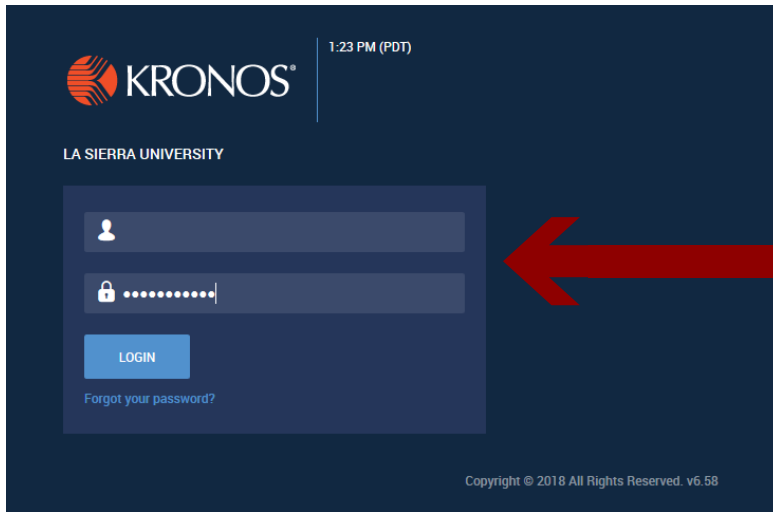 KRONOS®
1:23 PM (PDT)
LA SIERRA UNIVERSITY
•••••••••••
LOGIN
Forgot your password?
Copyright © 2018 All Rights Reserved. v6.58